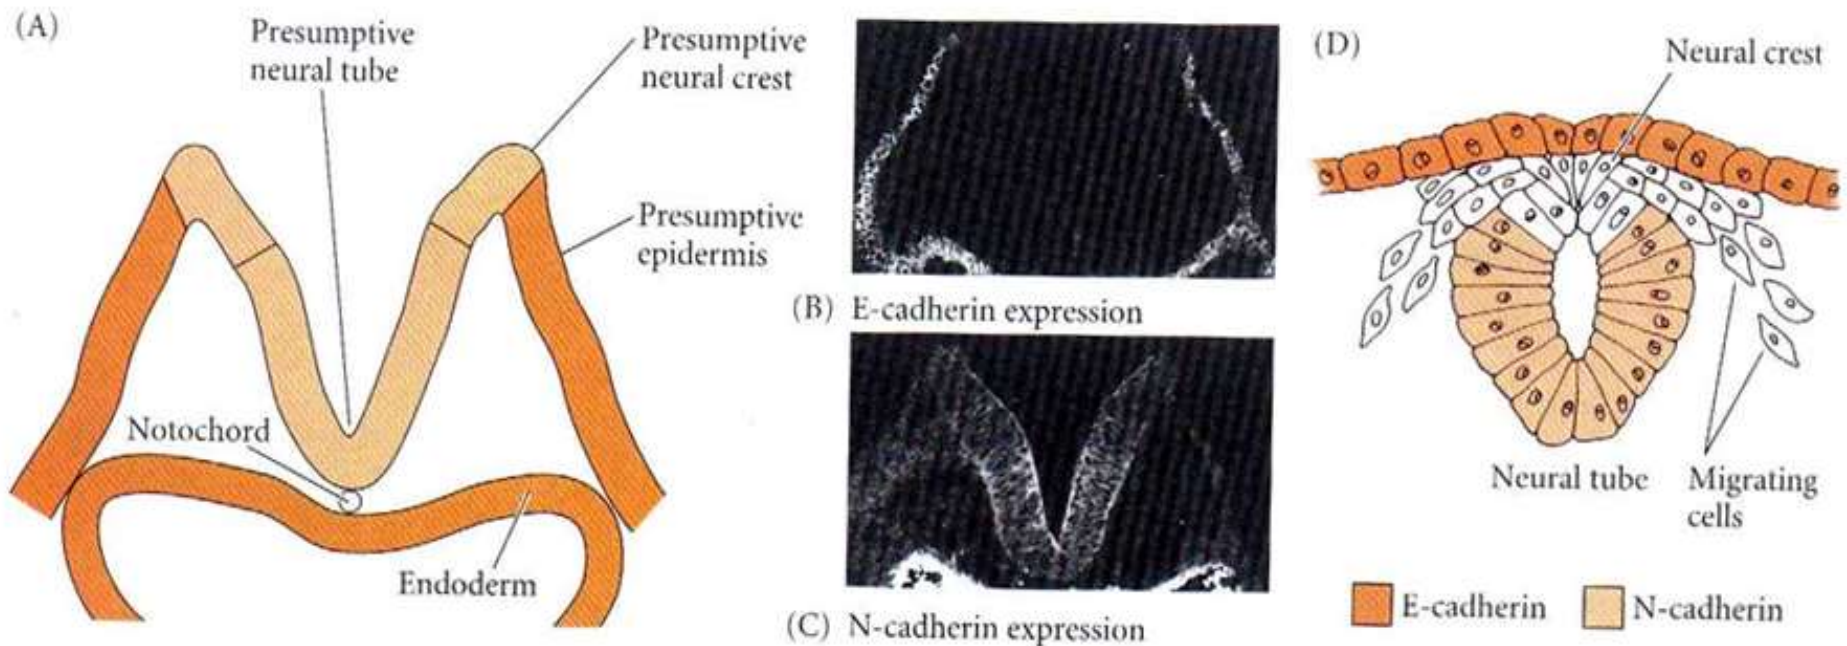 (A)
Presumptive
neural tube
Presumptive
neural crest
Presumptive
epidermis
Notochord
Endoderm
(B) E-cadherin expression
(C) N-cadherin expression
(D)
Neural crest
Neural tube
Migrating
cells
E-cadherin
N-cadherin